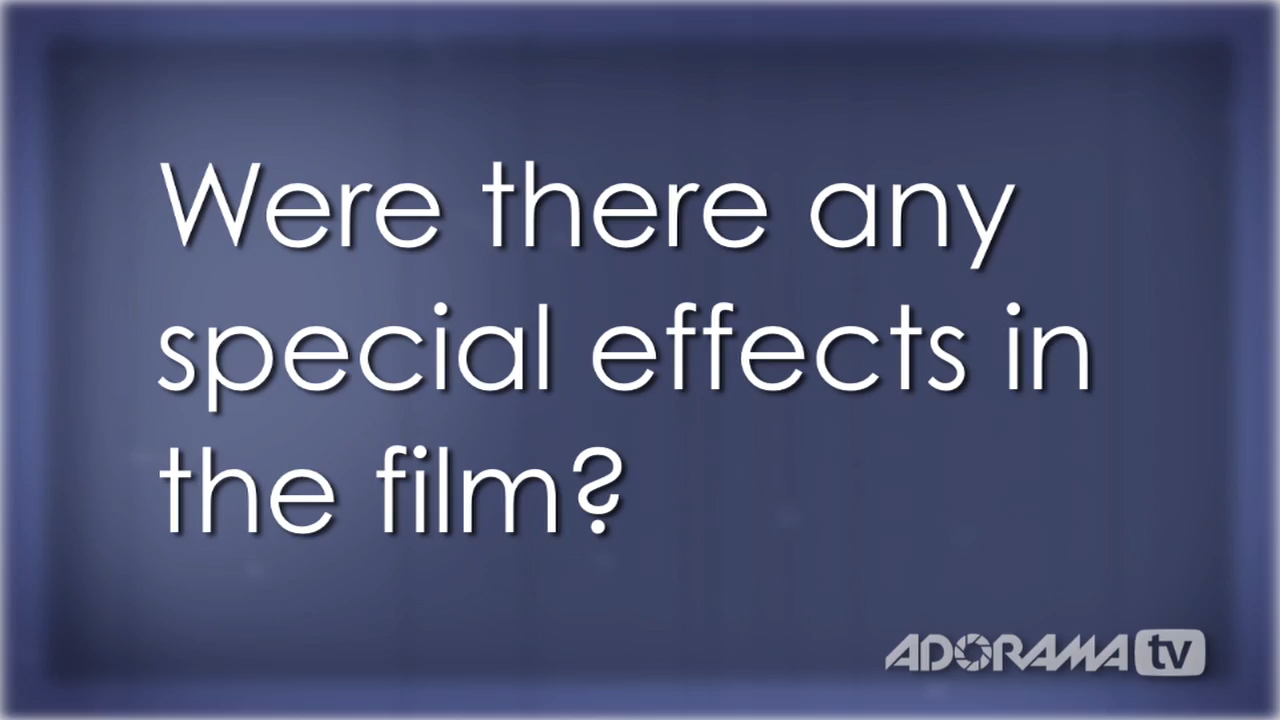 Were there any
special effects in
the film?
ADORAMA tv